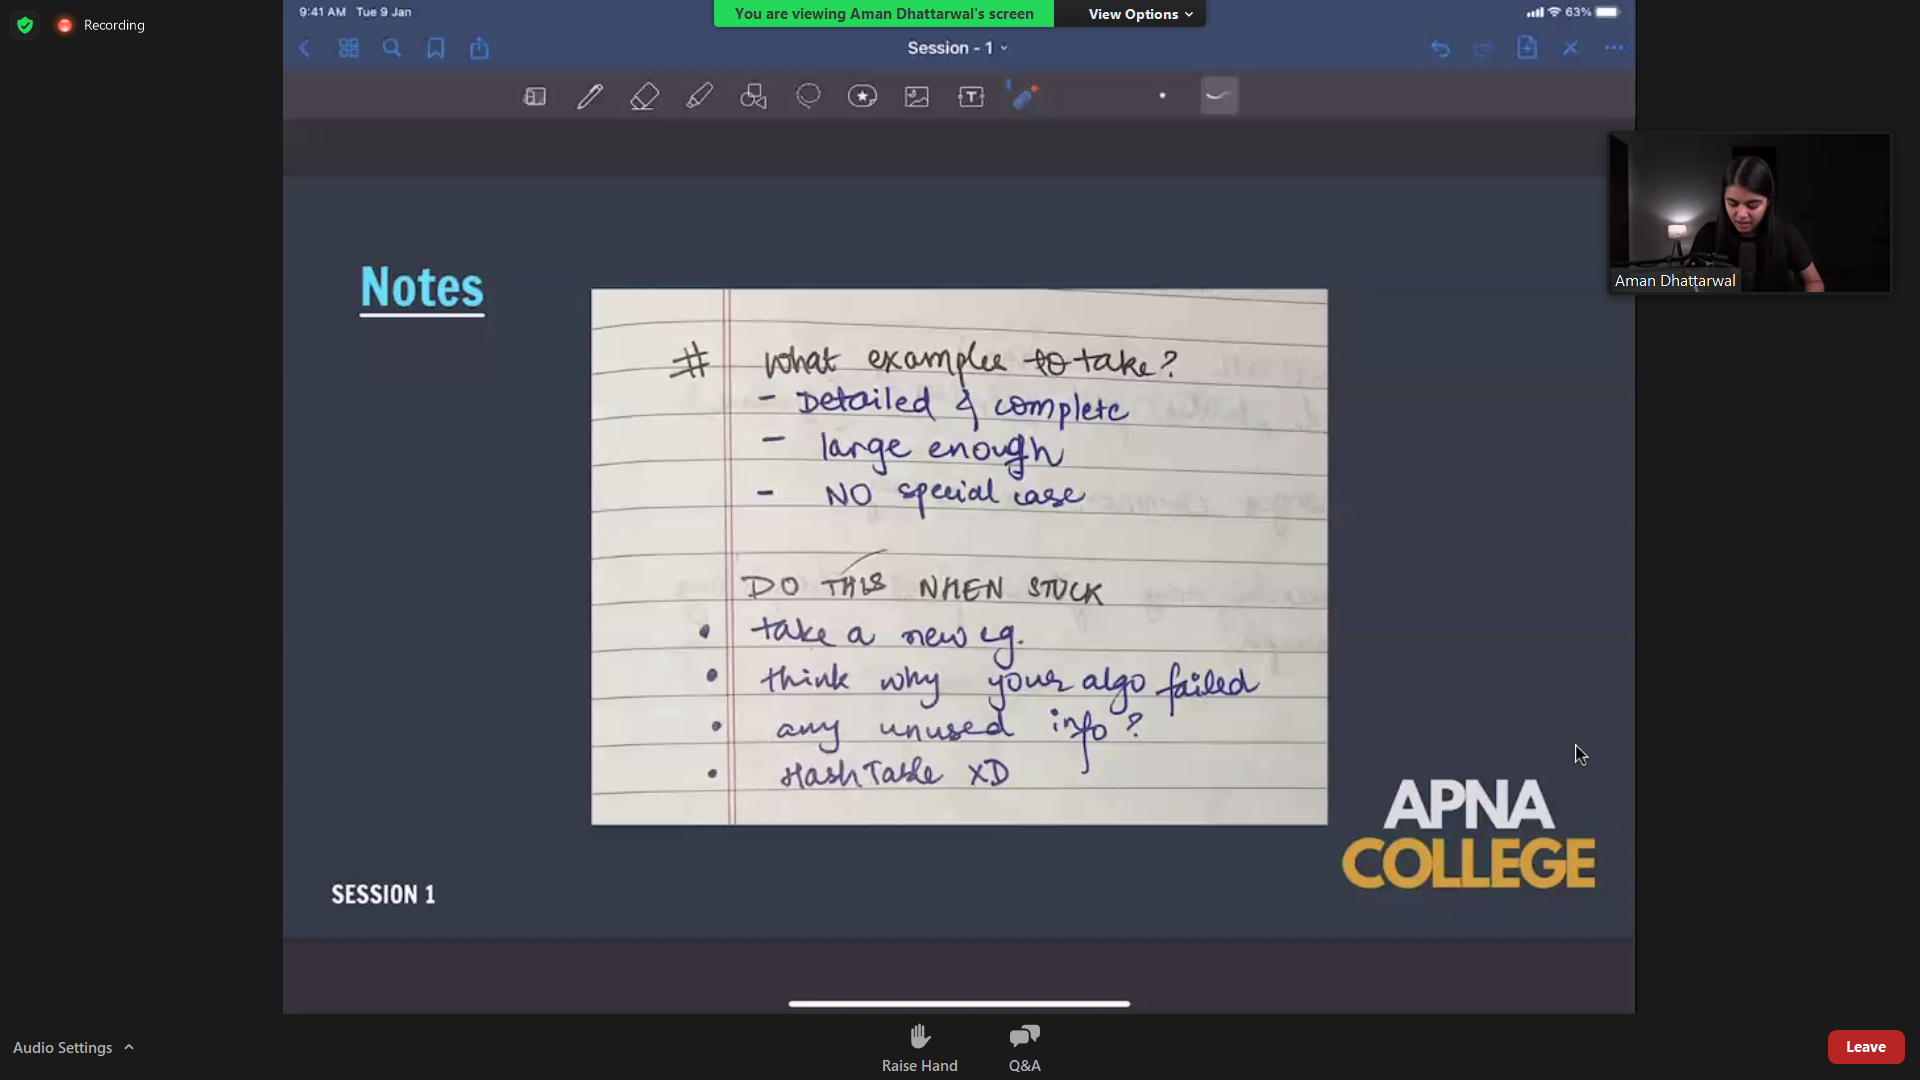 9:41 AM Tue 9 Jan
You are viewing Aman Dhattarwal's screen
View Options
63%
Recording
Session - 1
Notes
Aman Dhattarwal
# What examples to take?
- Detailed & complete
- large enough
- NO special case
DO THIS WHEN STUCK
• take a new eg.
• think why your algo failed
• any unused info?
• HashTable XD
APNA
COLLEGE
SESSION 1
Audio Settings
Raise Hand
Q&A
Leave